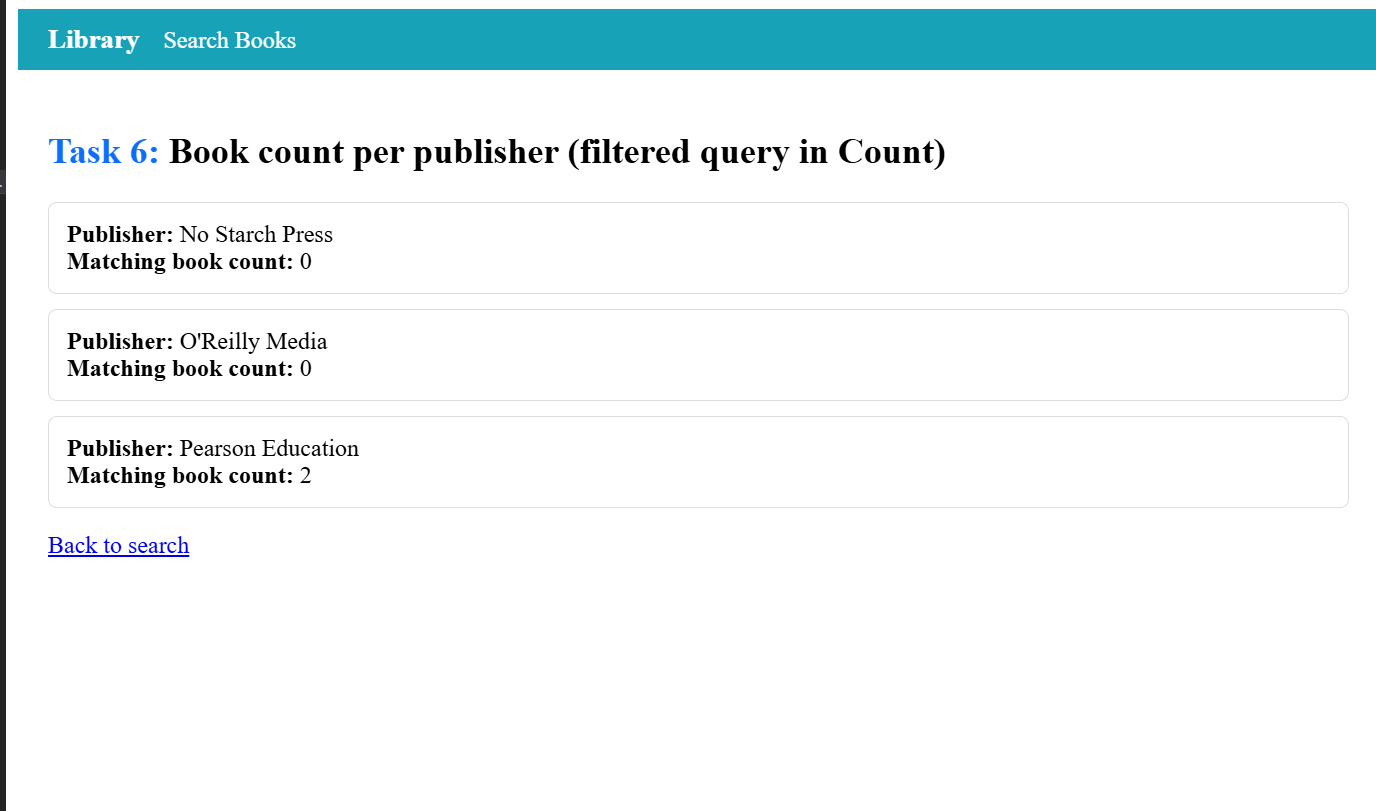 Library Search Books
Task 6: Book count per publisher (filtered query in Count)
Publisher: No Starch Press
Matching book count: 0
Publisher: O'Reilly Media
Matching book count: 0
Publisher: Pearson Education
Matching book count: 2
Back to search